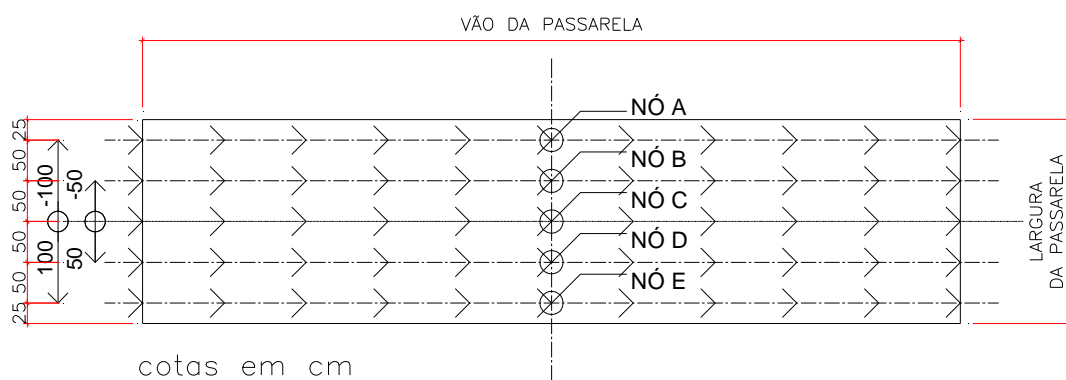 VÃO DA PASSARELA
NÓ A
NÓ B
NÓ C
NÓ D
NÓ E
25
50
50
50
50
25
-100
100
-50
50
LARGURA
DA PASSARELA
cotas em cm